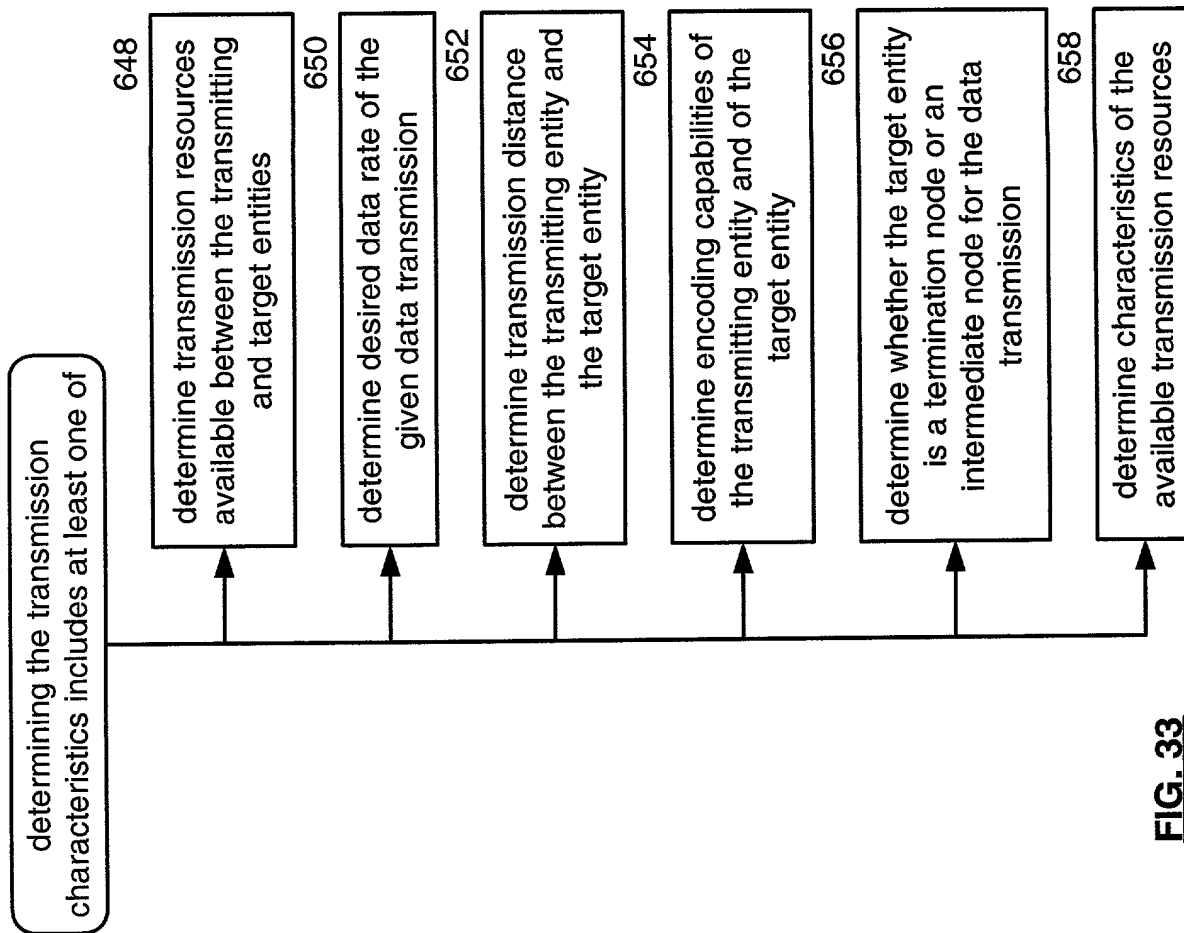 determining the transmission
characteristics includes at least one of
648
determine transmission resources
available between the transmitting
and target entities
650
determine desired data rate of the
given data transmission
652
determine transmission distance
between the transmitting entity and
the target entity
654
determine encoding capabilities of
the transmitting entity and of the
target entity
656
determine whether the target entity
is a termination node or an
intermediate node for the data
transmission
658
determine characteristics of the
available transmission resources
FIG. 33